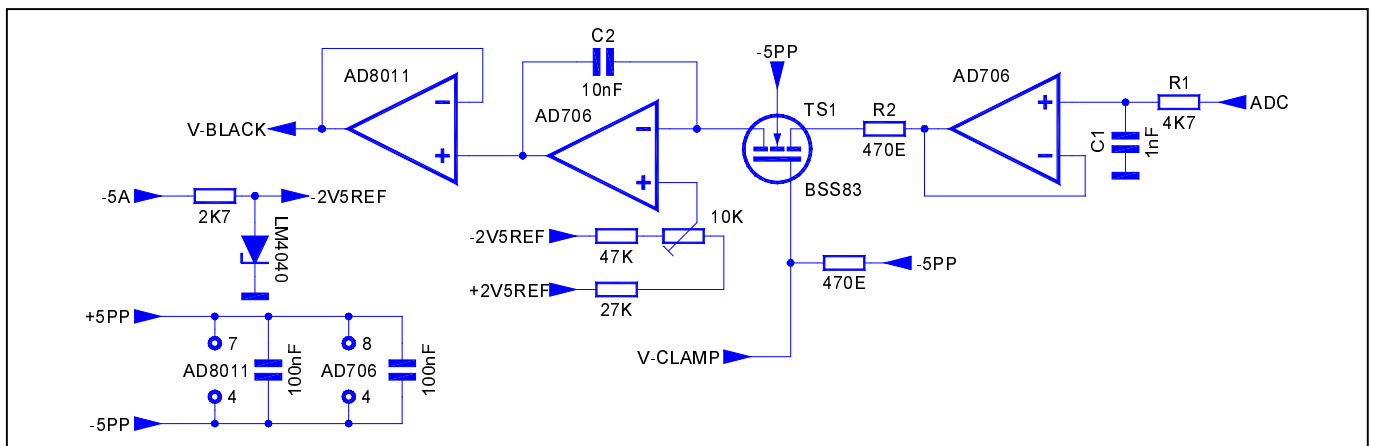 C2
-5PP
AD8011
10nF
AD706
TS1
R2
AD706
R1
ADC
4K7
V-BLACK
470E
C1
1nF
BSS83
-5A
2K7
-2V5REF
LM4040
10K
-2V5REF
47K
-5PP
470E
+2V5REF
27K
+5PP
7
8
V-CLAMP
AD8011
100nF
AD706
100nF
4
4
-5PP